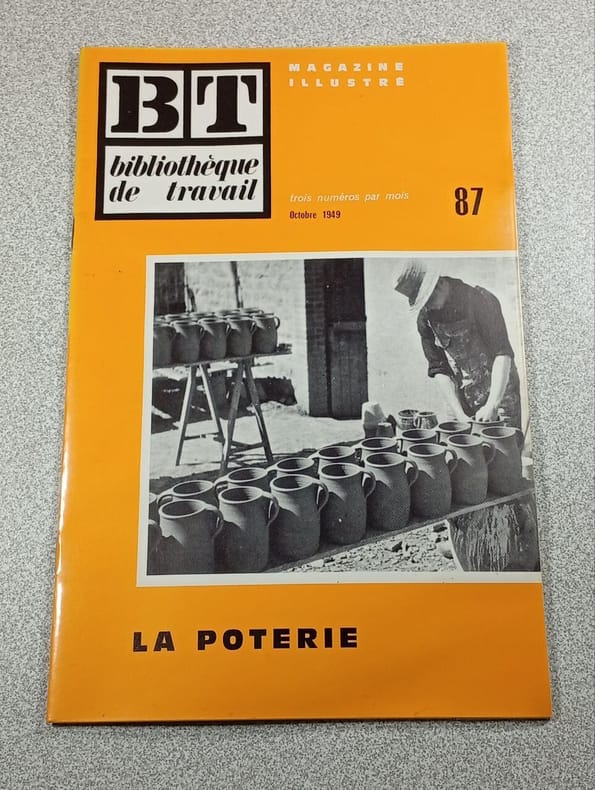 BT
bibliothèque
de travail
MAGAZINE
ILLUSTRÉ
trois numéros par mois
Octobre 1949
87
LA POTERIE